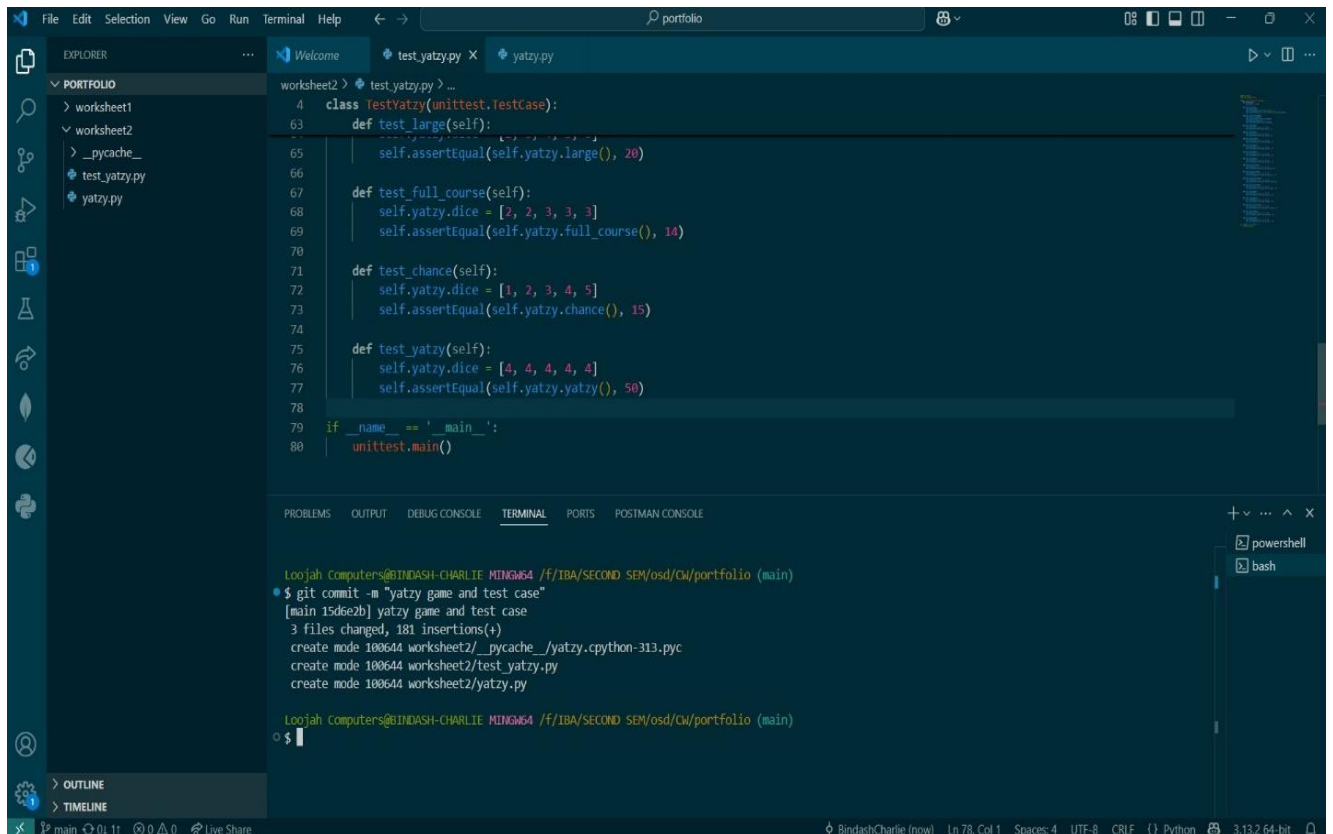 File Edit Selection View Go Run Terminal Help
portfolio
EXPLORER
PORTFOLIO
worksheet1
worksheet2
__pycache__
test_yatzy.py
yatzy.py
OUTLINE
TIMELINE
Welcome test_yatzy.py yatzy.py
worksheet2 > test_yatzy.py > ...
4 class TestYatzy(unittest.TestCase):
63 def test_large(self):
65 self.assertEqual(self.yatzy.large(), 20)
66
67 def test_full_course(self):
68 self.yatzy.dice = [2, 2, 3, 3, 3]
69 self.assertEqual(self.yatzy.full_course(), 14)
70
71 def test_chance(self):
72 self.yatzy.dice = [1, 2, 3, 4, 5]
73 self.assertEqual(self.yatzy.chance(), 15)
74
75 def test_yatzy(self):
76 self.yatzy.dice = [4, 4, 4, 4, 4]
77 self.assertEqual(self.yatzy.yatzy(), 50)
78
79 if __name__ == '__main__':
80 unittest.main()
PROBLEMS OUTPUT DEBUG CONSOLE TERMINAL PORTS POSTMAN CONSOLE
powershell
bash
Loojah Computers@BINDASH-CHARLIE MINGW64 /f/IBA/SECOND SEM/osd/CW/portfolio (main)
$ git commit -m "yatzy game and test case"
[main 15d6e2b] yatzy game and test case
3 files changed, 181 insertions(+)
create mode 100644 worksheet2/__pycache__/yatzy.cpython-313.pyc
create mode 100644 worksheet2/test_yatzy.py
create mode 100644 worksheet2/yatzy.py
Loojah Computers@BINDASH-CHARLIE MINGW64 /f/IBA/SECOND SEM/osd/CW/portfolio (main)
$
main 0↓ 1↑ 0 0 0 Live Share BindashCharlie (now) Ln 78, Col 1 Spaces: 4 UTF-8 CRLF {} Python 3.13.2 64-bit